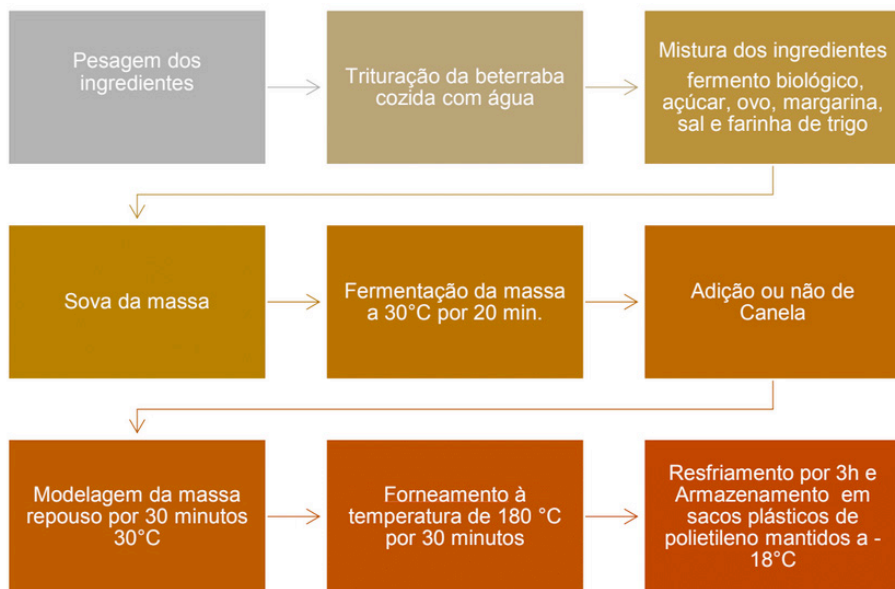 Pesagem dos
ingredientes
Trituração da beterraba
cozida com água
Mistura dos ingredientes
fermento biológico,
açúcar, ovo, margarina,
sal e farinha de trigo
Sova da massa
Fermentação da massa
a 30°C por 20 min.
Adição ou não de
Canela
Modelagem da massa
repouso por 30 minutos
30°C
Forneamento à
temperatura de 180 °C
por 30 minutos
Resfriamento por 3h e
Armazenamento em
sacos plásticos de
polietileno mantidos a -
18°C